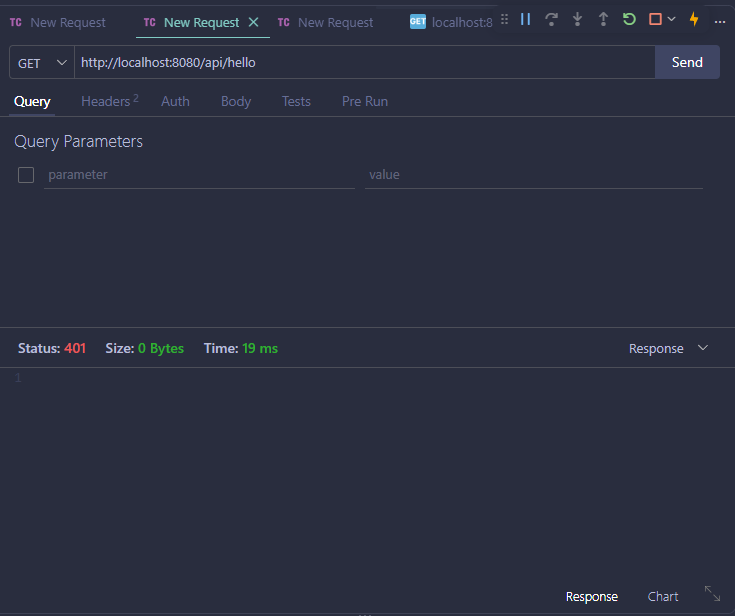 TC New Request TC New Request TC New Request GET localhost:8
GET http://localhost:8080/api/hello Send
Query Headers 2 Auth Body Tests Pre Run
Query Parameters
parameter value
Status: 401 Size: 0 Bytes Time: 19 ms Response
1
Response Chart